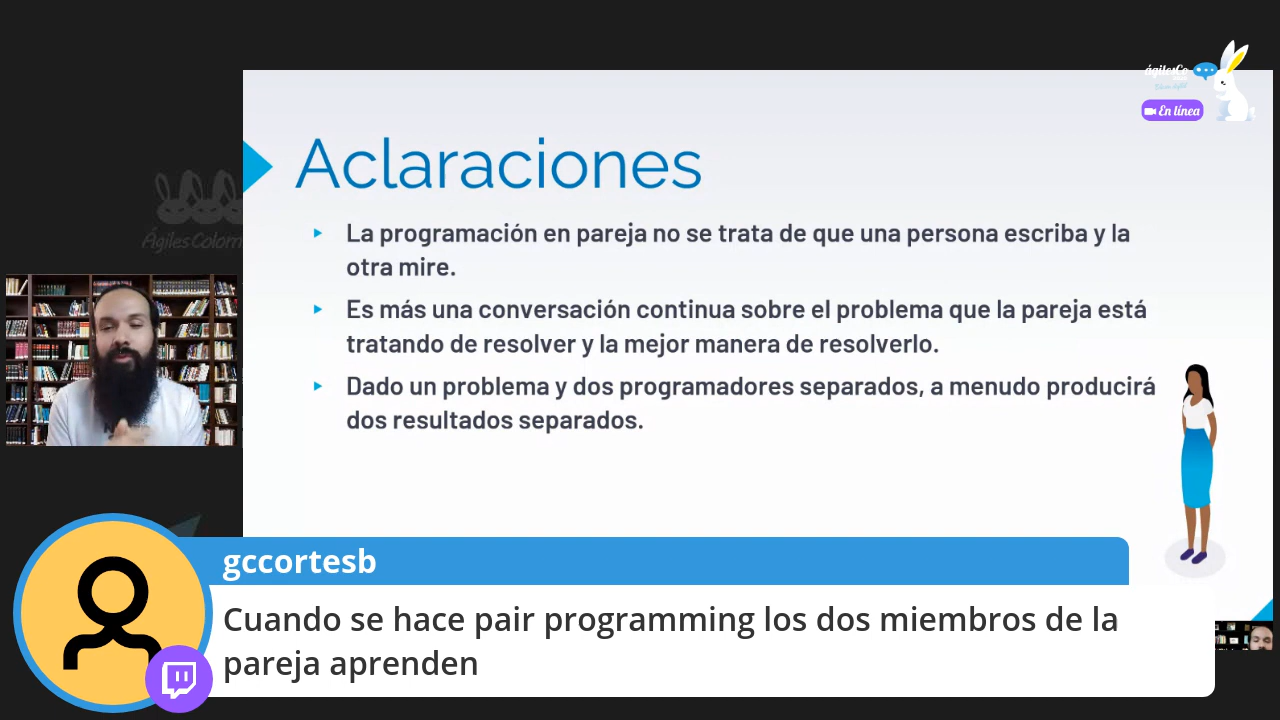 ágilesCo
En línea
Aclaraciones
La programación en pareja no se trata de que una persona escriba y la
otra mire.
Es más una conversación continua sobre el problema que la pareja está
tratando de resolver y la mejor manera de resolverlo.
Dado un problema y dos programadores separados, a menudo producirá
dos resultados separados.
ÁgilesColom
gccortesb
Cuando se hace pair programming los dos miembros de la
pareja aprenden